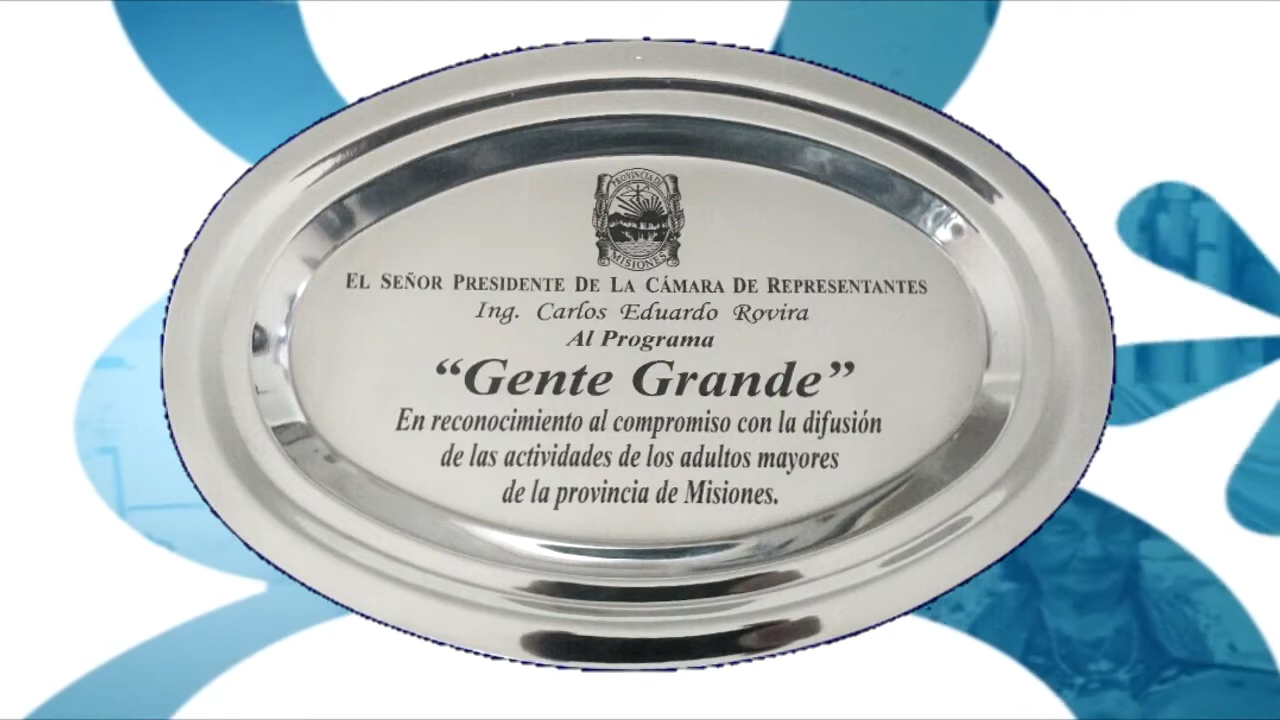 PROVINCIA DE
MISIONES
EL SEÑOR PRESIDENTE DE LA CÁMARA DE REPRESENTANTES
Ing. Carlos Eduardo Rovira
Al Programa
“Gente Grande”
En reconocimiento al compromiso con la difusión
de las actividades de los adultos mayores
de la provincia de Misiones.